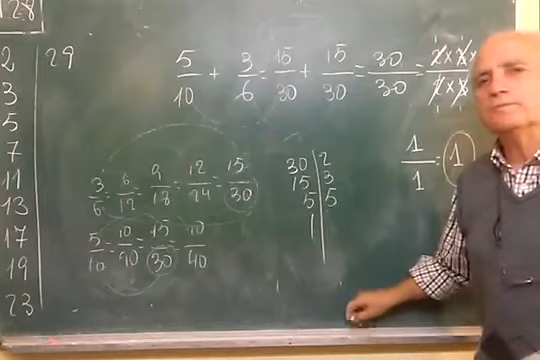 28
2 29
3
5
7
11
13
17
19
23
5/10 + 3/6 = 15/30 + 15/30 = 30/30 =
1/1 = 1
3/6 = 6/12 = 9/18 = 12/24 = 15/30
5/10 = 10/20 = 15/30 = 20/40
30 | 2
15 | 3
5 | 5
1 |